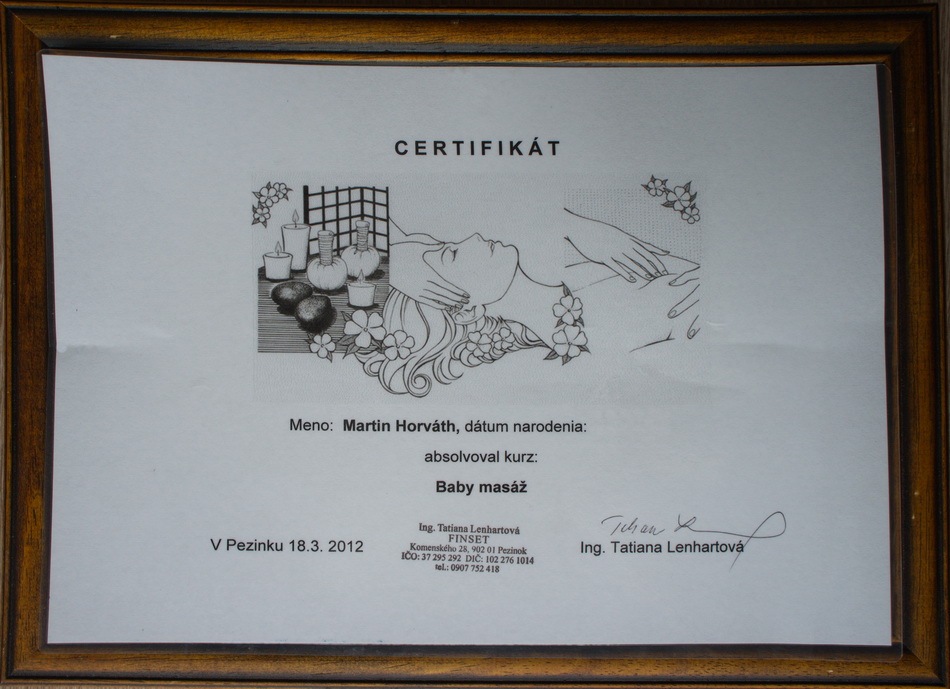 CERTIFIKÁT
Meno: Martin Horváth, dátum narodenia:
absolvoval kurz:
Baby masáž
V Pezinku 18.3. 2012
Ing. Tatiana Lenhartová
FINSET
Komenského 28, 902 01 Pezinok
IČO: 37 295 292 DIČ: 102 276 1014
tel.: 0907 752 418
Ing. Tatiana Lenhartová